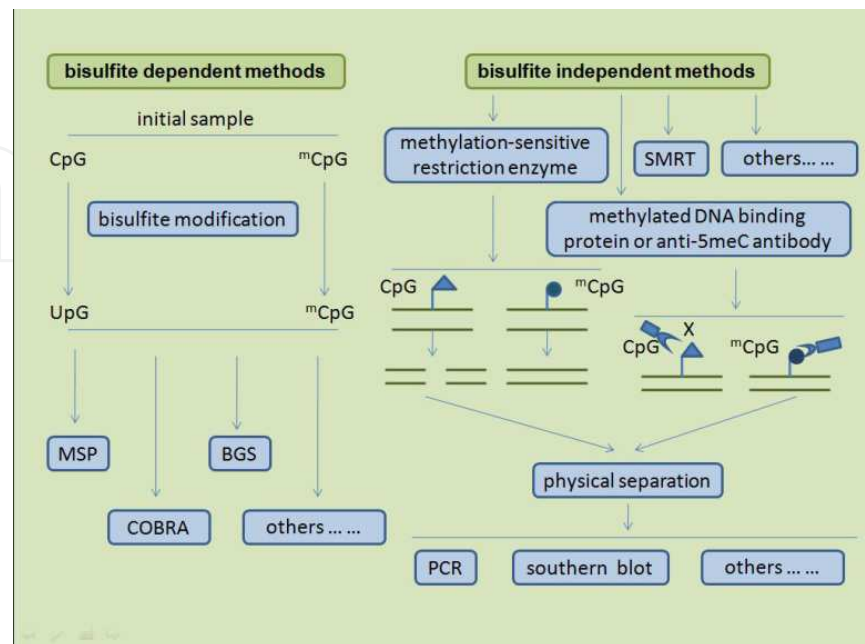 bisulfite dependent methods
initial sample
CpG
ᵐCpG
bisulfite modification
UpG
ᵐCpG
MSP
BGS
COBRA
others ... ...
bisulfite independent methods
methylation-sensitive
restriction enzyme
SMRT
others... ...
methylated DNA binding
protein or anti-5meC antibody
CpG
ᵐCpG
X
CpG
ᵐCpG
physical separation
PCR
southern blot
others ... ...